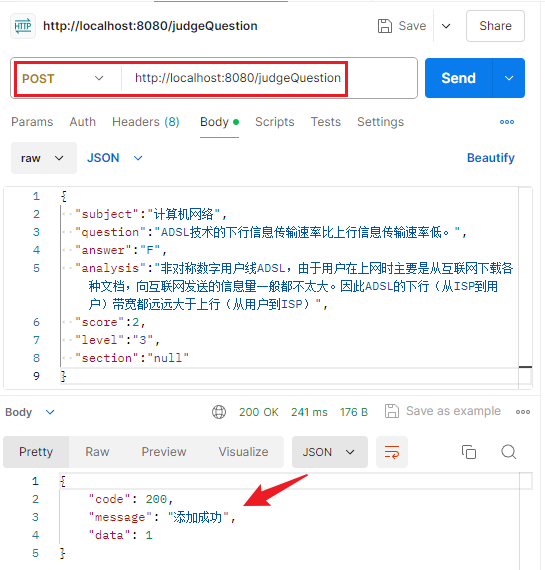 HTTP http://localhost:8080/judgeQuestion Save Share
POST http://localhost:8080/judgeQuestion Send
Params Auth Headers (8) Body Scripts Tests Settings
raw JSON Beautify
1 {
2 "subject":"计算机网络",
3 "question":"ADSL技术的下行信息传输速率比上行信息传输速率低。",
4 "answer":"F",
5 "analysis":"非对称数字用户线ADSL，由于用户在上网时主要是从互联网下载各
种文档，向互联网发送的信息量一般都不太大。因此ADSL的下行（从ISP到用
户）带宽都远远大于上行（从用户到ISP）",
6 "score":2,
7 "level":"3",
8 "section":"null"
9 }
Body 200 OK 241 ms 176 B Save as example
Pretty Raw Preview Visualize JSON
1 {
2 "code": 200,
3 "message": "添加成功",
4 "data": 1
5 }